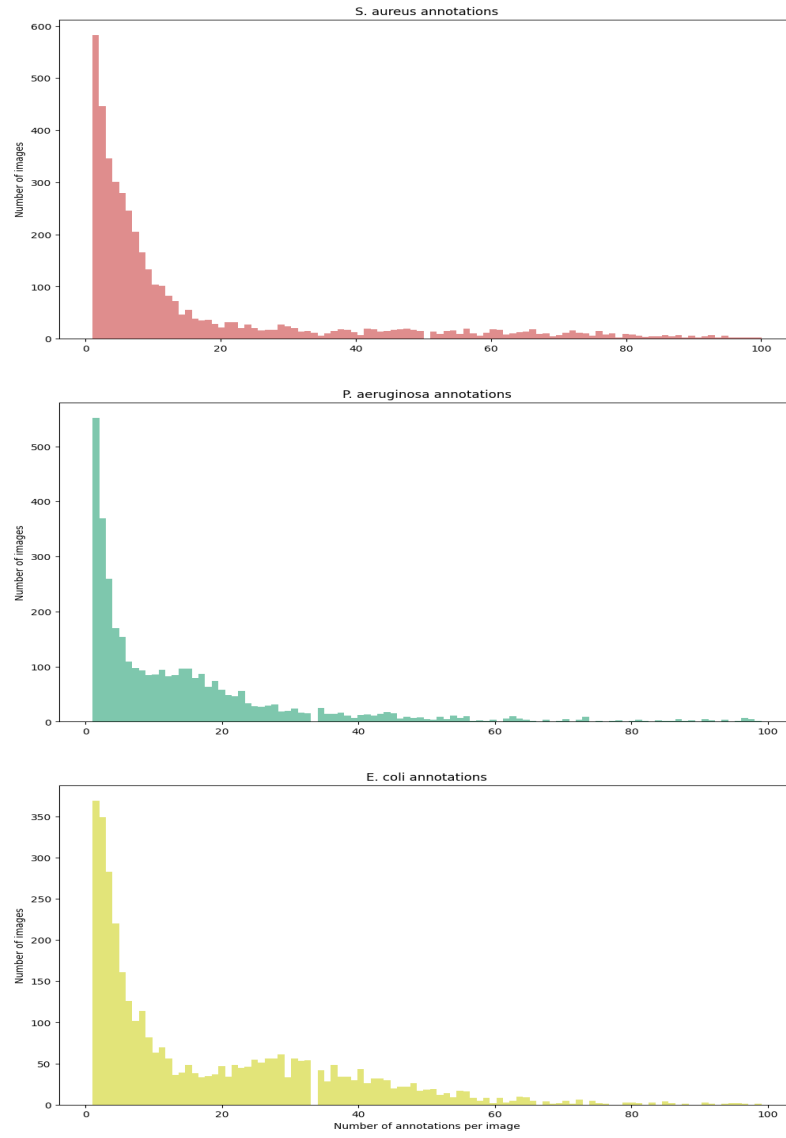 S. aureus annotations
600
500
400
300
200
100
0
Number of images
0 20 40 60 80 100
P. aeruginosa annotations
500
400
300
200
100
0
Number of images
0 20 40 60 80 100
E. coli annotations
350
300
250
200
150
100
50
0
Number of images
0 20 40 60 80 100
Number of annotations per image